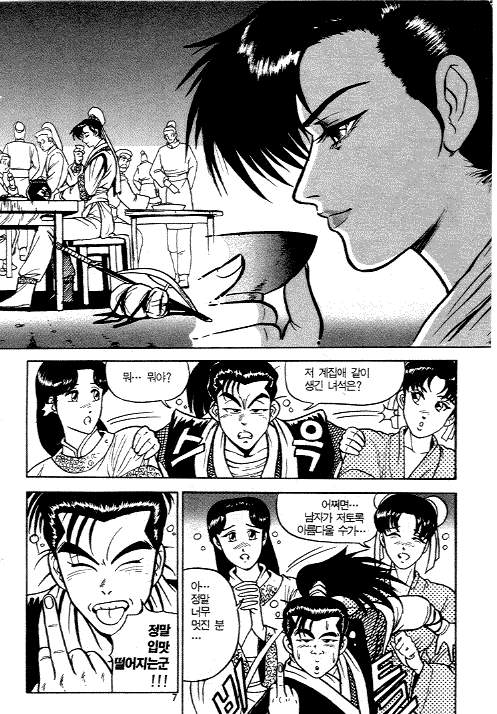 뭐… 뭐야?
저 계집애 같이
생긴 녀석은?
스윽
정말
입맛
떨어지는군
!!!
어쩌면…
남자가 저토록
아름다울 수가…
아…
정말
너무
멋진 분
…
7